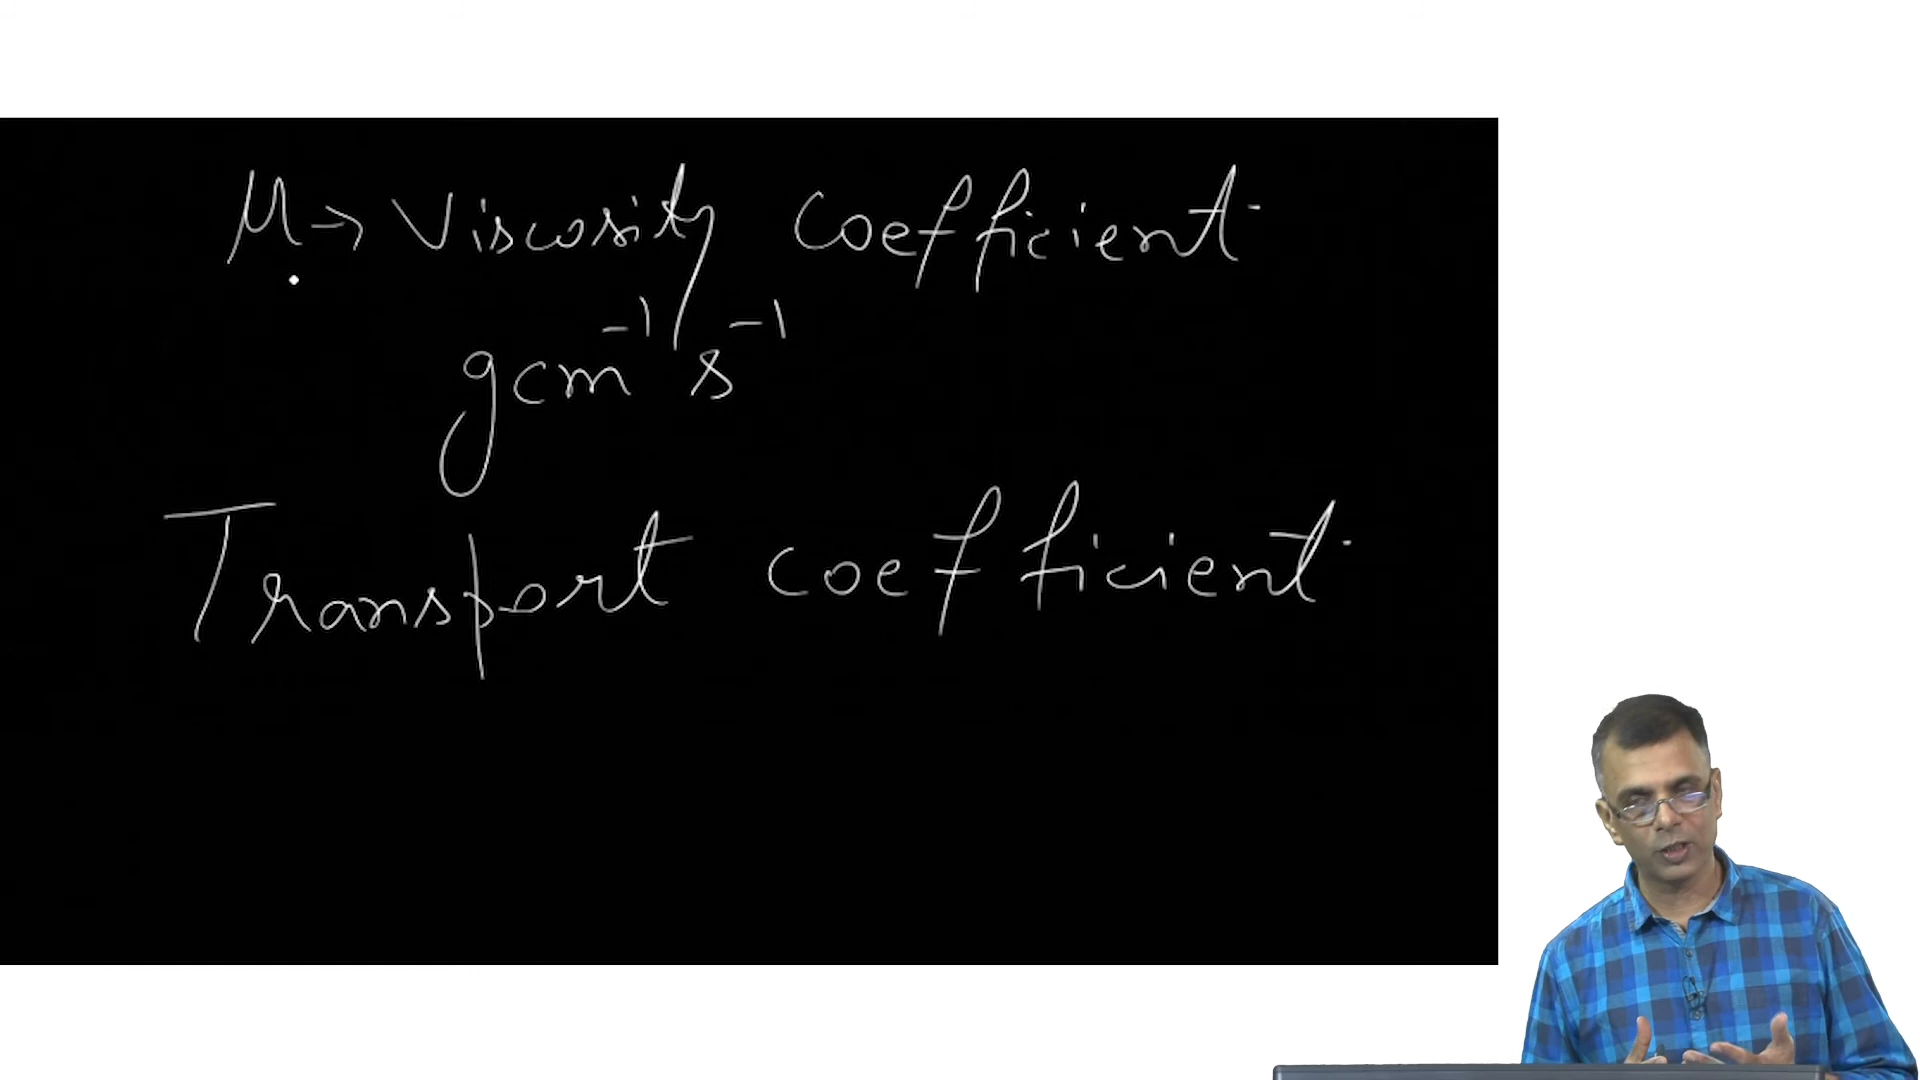 μ → Viscosity coefficient
g cm⁻¹ s⁻¹
Transport coefficient